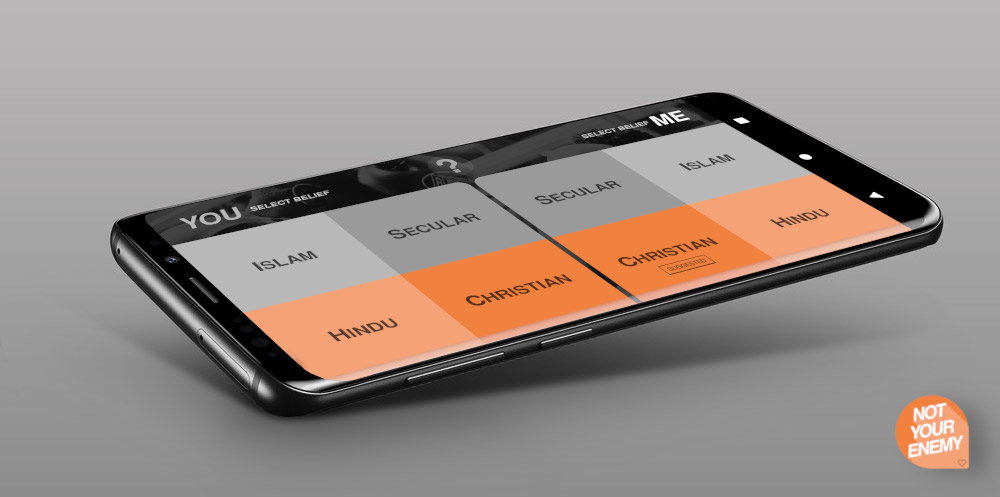 YOU SELECT BELIEF
?
SELECT BELIEF ME
ISLAM
SECULAR
SECULAR
ISLAM
HINDU
CHRISTIAN
CHRISTIAN
HINDU
SUGGESTED
NOT
YOUR
ENEMY